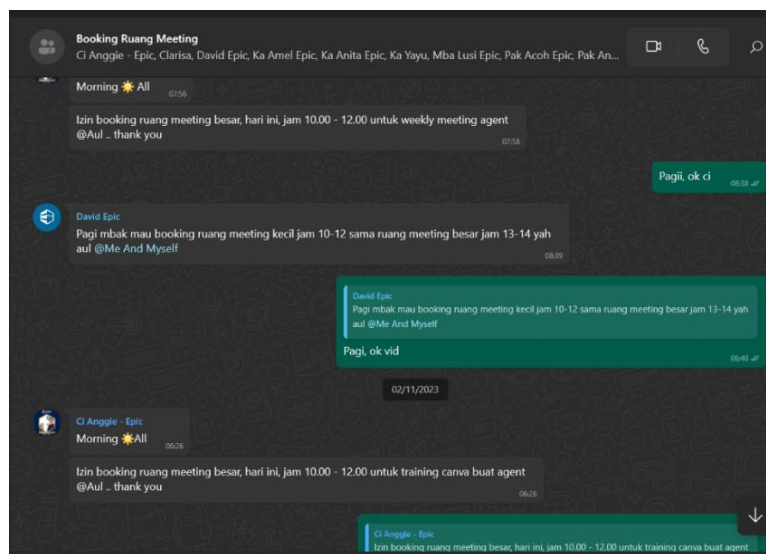 Booking Ruang Meeting
Ci Anggie - Epic, Clarisa, David Epic, Ka Amel Epic, Ka Anita Epic, Ka Yayu, Mba Lusi Epic, Pak Acoh Epic, Pak An...
Morning ☀️ All
07:56
Izin booking ruang meeting besar, hari ini, jam 10.00 - 12.00 untuk weekly meeting agent
@Aul .. thank you
07:58
Pagii, ok ci
08:38
David Epic
Pagi mbak mau booking ruang meeting kecil jam 10-12 sama ruang meeting besar jam 13-14 yah
aul @Me And Myself
08:39
David Epic
Pagi mbak mau booking ruang meeting kecil jam 10-12 sama ruang meeting besar jam 13-14 yah
aul @Me And Myself
Pagi, ok vid
08:40
02/11/2023
Ci Anggie - Epic
Morning ☀️All
06:26
Izin booking ruang meeting besar, hari ini, jam 10.00 - 12.00 untuk training canva buat agent
@Aul .. thank you
06:26
Ci Anggie - Epic
Izin booking ruang meeting besar, hari ini, jam 10.00 - 12.00 untuk training canva buat agent